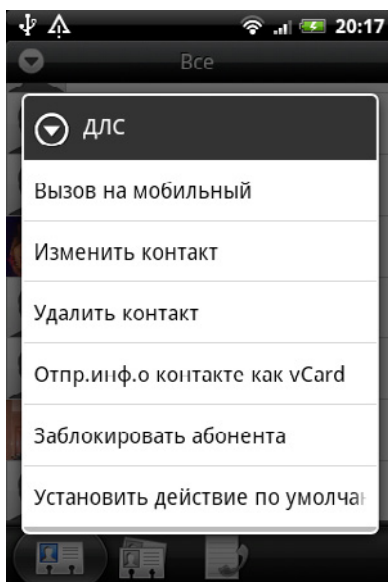 20:17
Все
ДЛС
Вызов на мобильный
Изменить контакт
Удалить контакт
Отпр.инф.о контакте как vCard
Заблокировать абонента
Установить действие по умолча